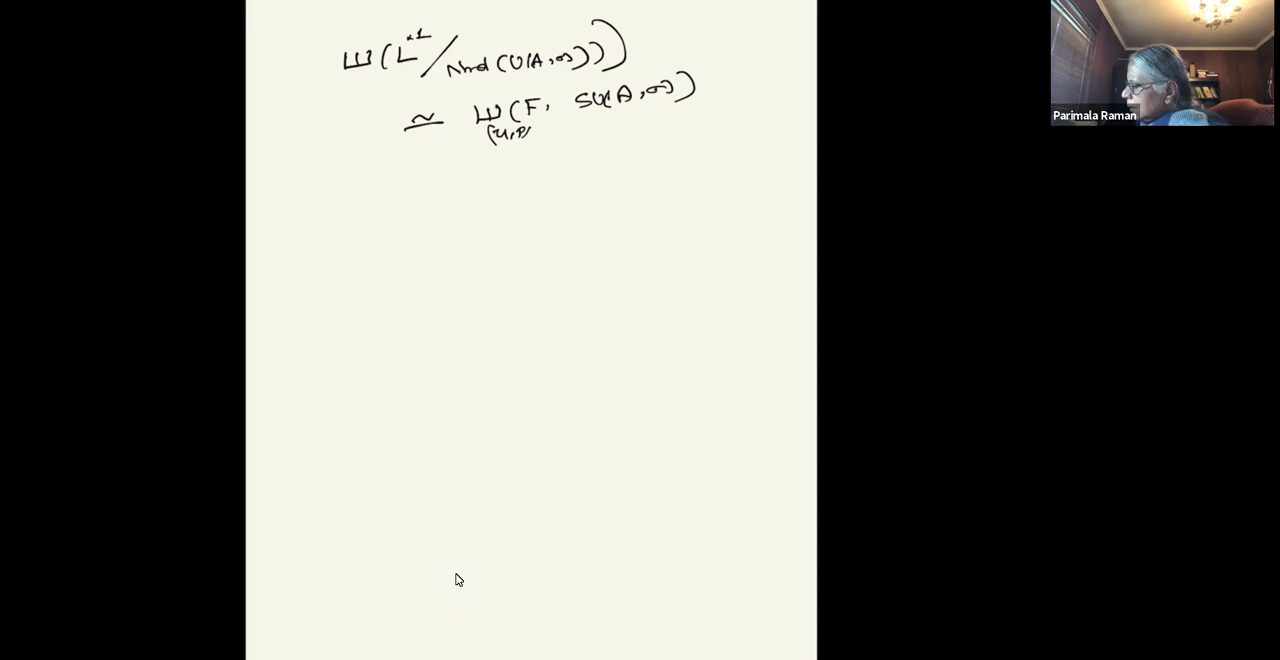 Ш(L*1/Nrd(U(A,σ)))
≃ Ш(F, SU(A,σ))
(U,P)
Parimala Raman